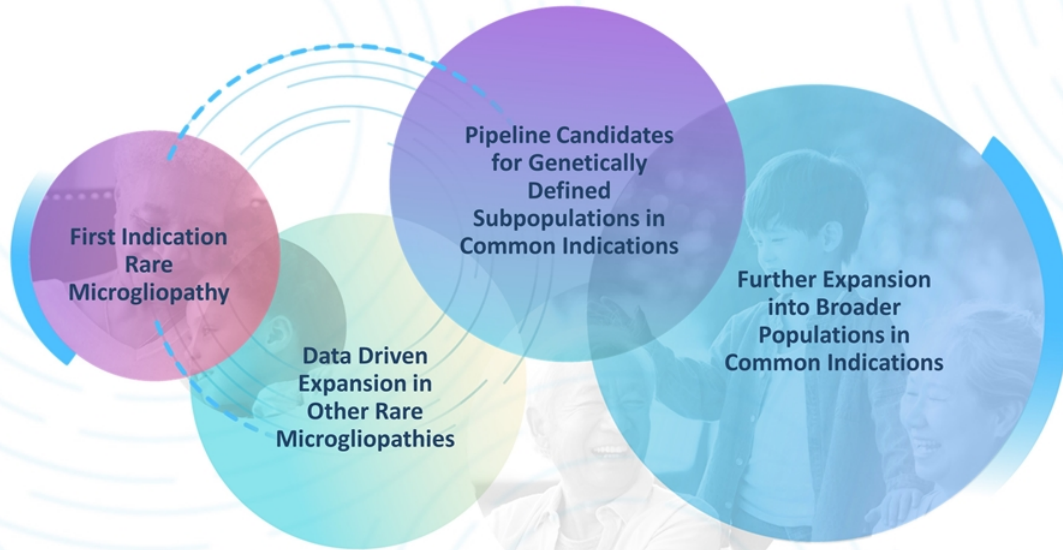 First Indication
Rare
Microgliopathy
Data Driven
Expansion in
Other Rare
Microgliopathies
Pipeline Candidates
for Genetically
Defined
Subpopulations in
Common Indications
Further Expansion
into Broader
Populations in
Common Indications